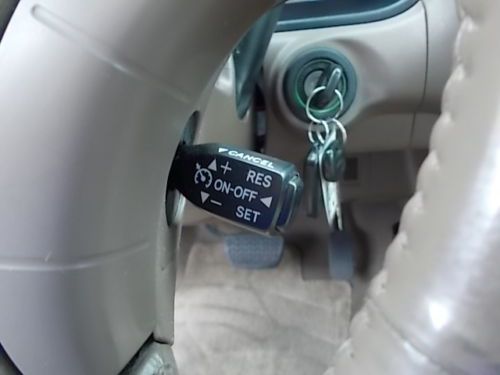 CANCEL
+ RES
ON-OFF
- SET